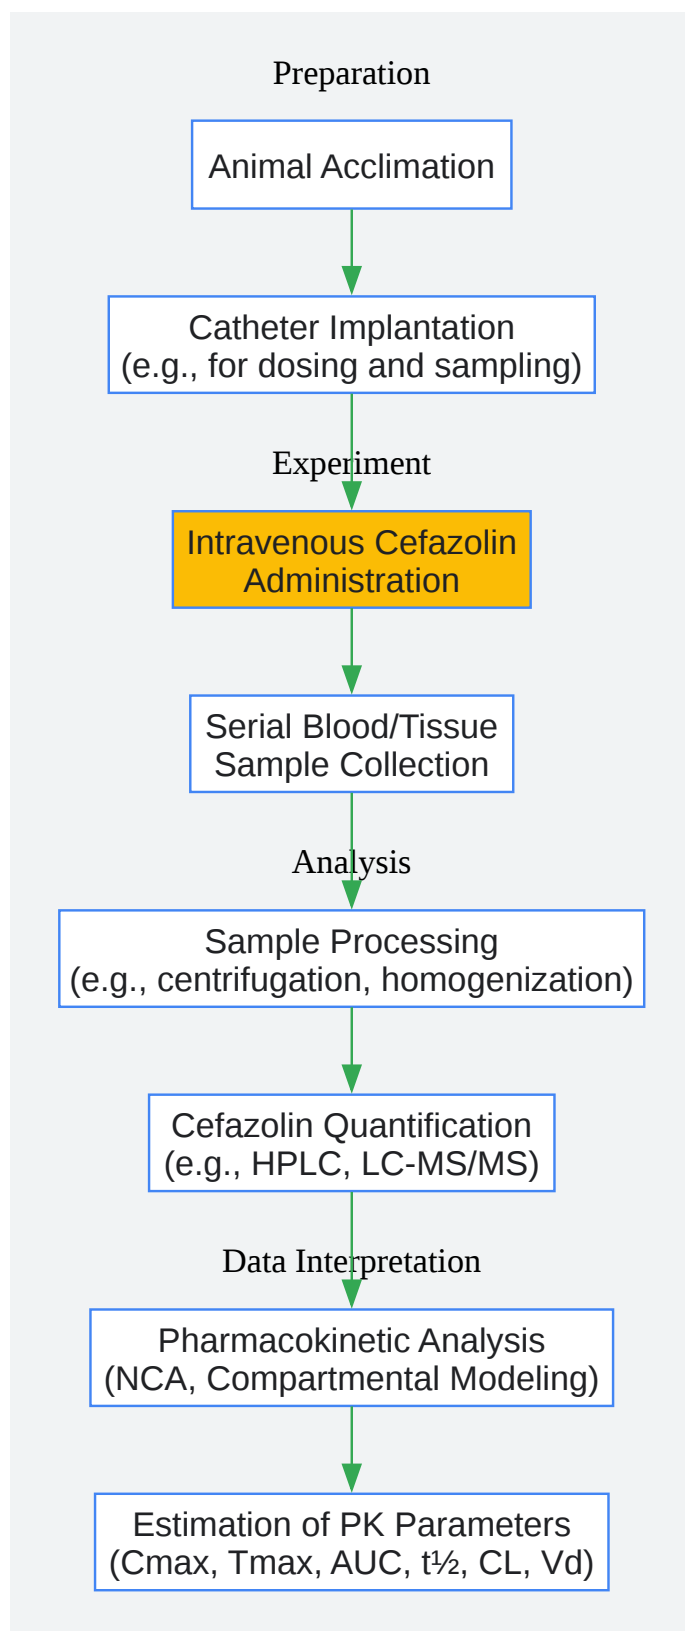 Preparation
Animal Acclimation
Catheter Implantation
(e.g., for dosing and sampling)
Experiment
Intravenous Cefazolin
Administration
Serial Blood/Tissue
Sample Collection
Analysis
Sample Processing
(e.g., centrifugation, homogenization)
Cefazolin Quantification
(e.g., HPLC, LC-MS/MS)
Data Interpretation
Pharmacokinetic Analysis
(NCA, Compartmental Modeling)
Estimation of PK Parameters
(Cmax, Tmax, AUC, t½, CL, Vd)